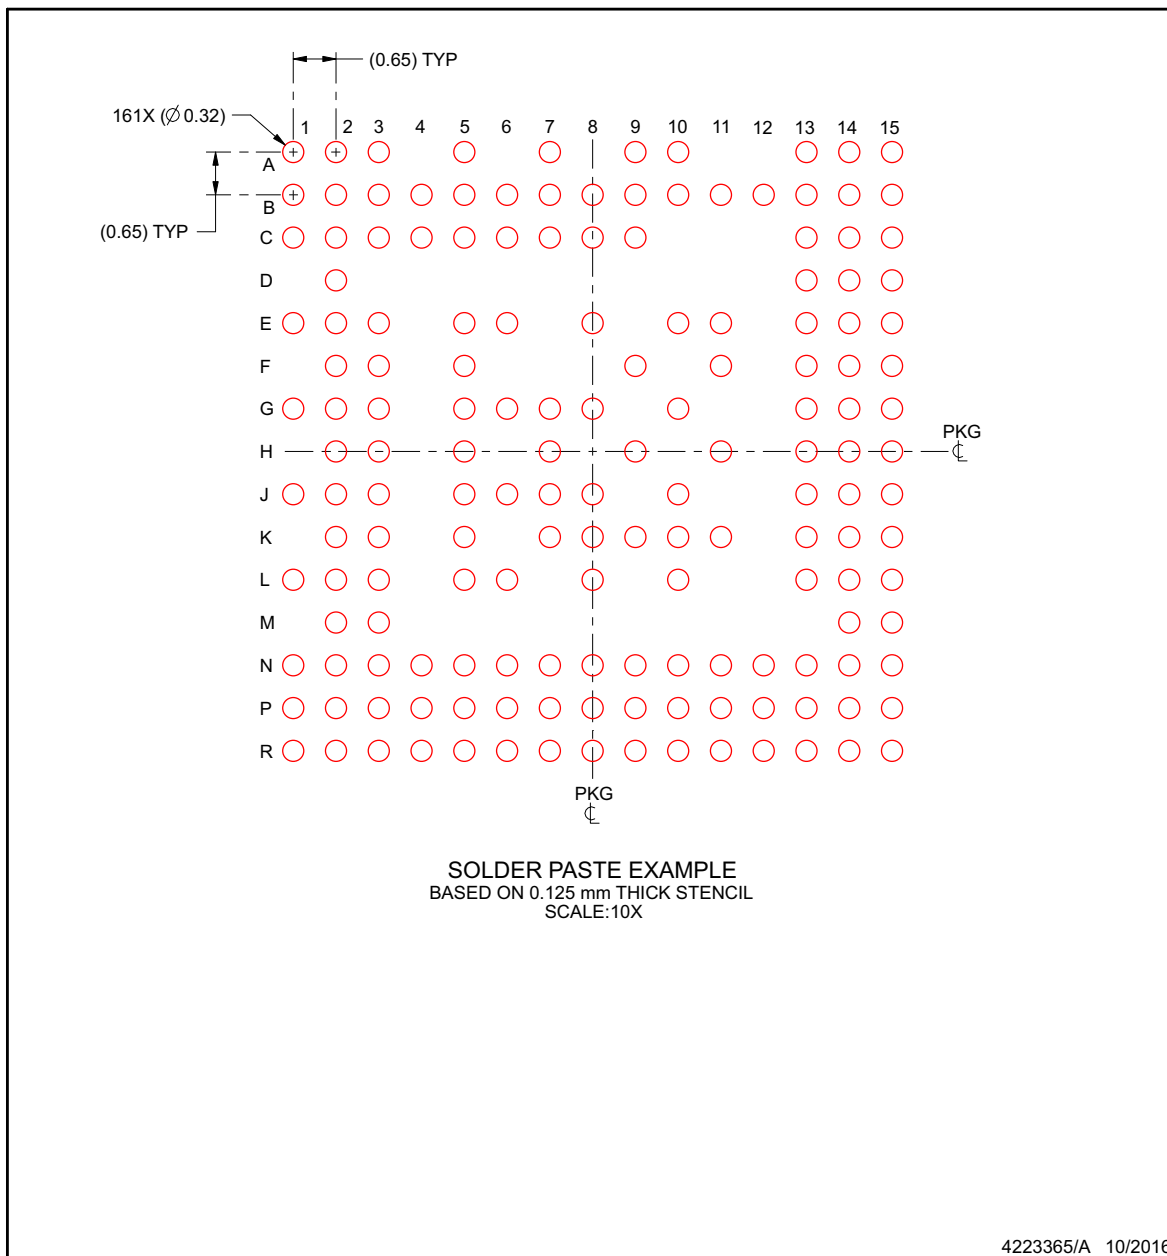 (0.65) TYP
161X (∅ 0.32)
1 2 3 4 5 6 7 8 9 10 11 12 13 14 15
A
B
(0.65) TYP
C
D
E
F
G
PKG
H
J
K
L
M
N
P
R
PKG
SOLDER PASTE EXAMPLE
BASED ON 0.125 mm THICK STENCIL
SCALE:10X
4223365/A 10/2016